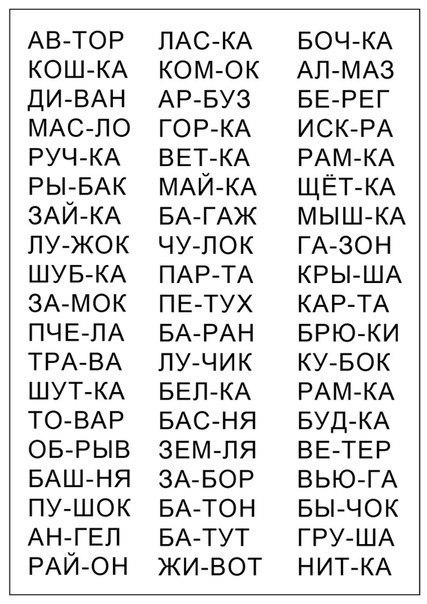 АВ-ТОР ЛАС-КА БОЧ-КА
КОШ-КА КОМ-ОК АЛ-МАЗ
ДИ-ВАН АР-БУЗ БЕ-РЕГ
МАС-ЛО ГОР-КА ИСК-РА
РУЧ-КА ВЕТ-КА РАМ-КА
РЫ-БАК МАЙ-КА ЩЁТ-КА
ЗАЙ-КА БА-ГАЖ МЫШ-КА
ЛУ-ЖОК ЧУ-ЛОК ГА-ЗОН
ШУБ-КА ПАР-ТА КРЫ-ША
ЗА-МОК ПЕ-ТУХ КАР-ТА
ПЧЕ-ЛА БА-РАН БРЮ-КИ
ТРА-ВА ЛУ-ЧИК КУ-БОК
ШУТ-КА БЕЛ-КА РАМ-КА
ТО-ВАР БАС-НЯ БУД-КА
ОБ-РЫВ ЗЕМ-ЛЯ ВЕ-ТЕР
БАШ-НЯ ЗА-БОР ВЬЮ-ГА
ПУ-ШОК БА-ТОН БЫ-ЧОК
АН-ГЕЛ БА-ТУТ ГРУ-ША
РАЙ-ОН ЖИ-ВОТ НИТ-КА